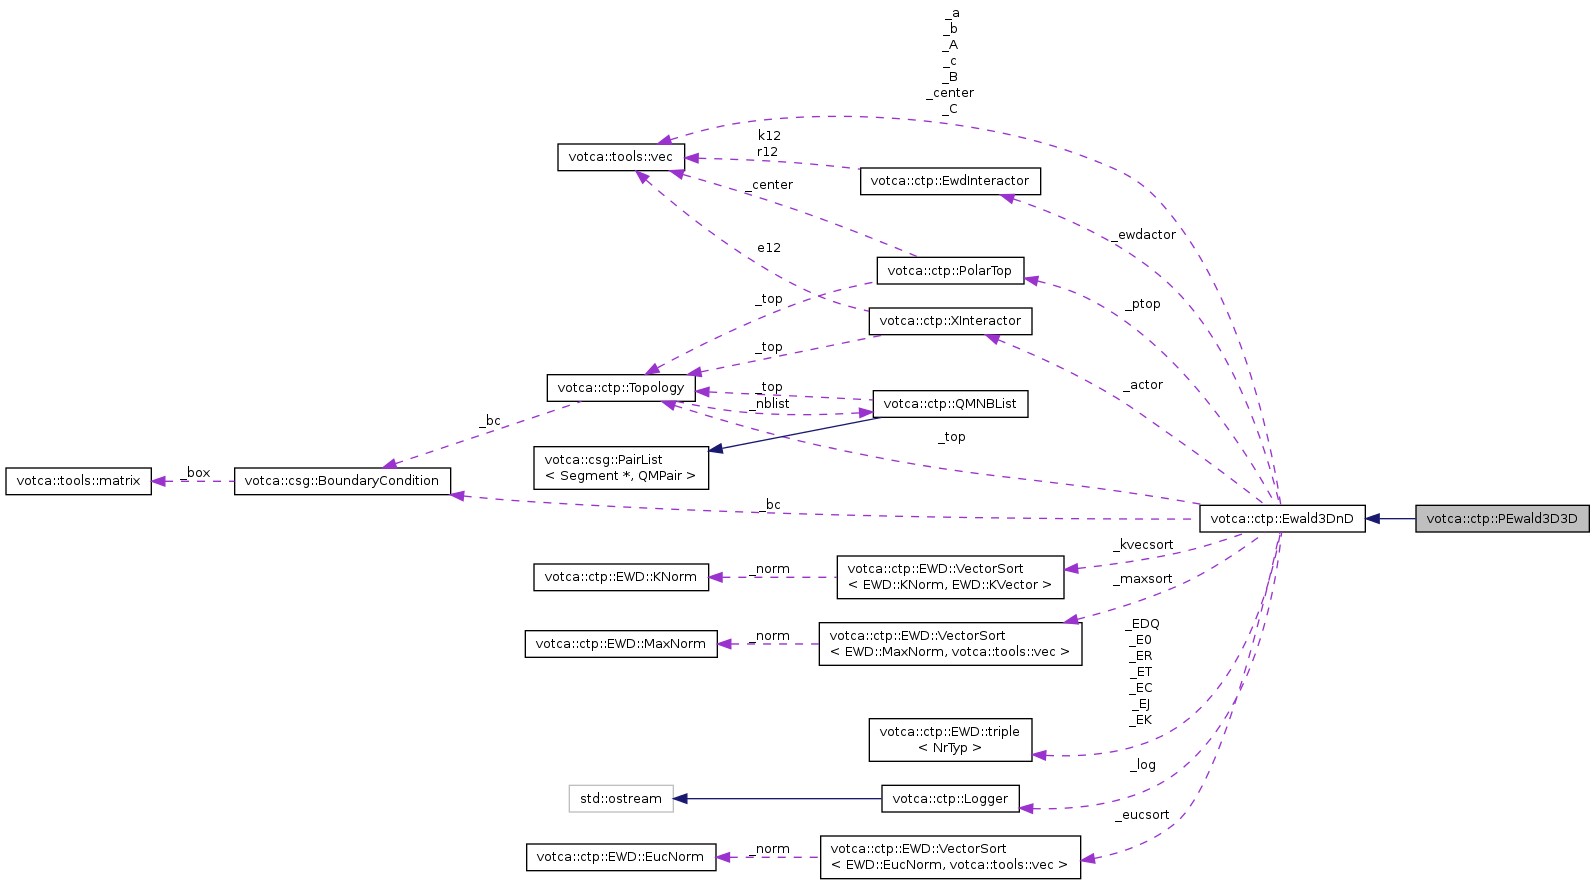 _a
_b
_A
_c
_B
_center
_C
k12
r12
votca::tools::vec
votca::ctp::EwdInteractor
_center
_ewdactor
e12
votca::ctp::PolarTop
_top
_ptop
votca::ctp::XInteractor
_top
_actor
votca::ctp::Topology
_top
_nblist
votca::ctp::QMNBList
_bc
_top
votca::csg::PairList
< Segment *, QMPair >
votca::tools::matrix
_box
votca::csg::BoundaryCondition
_bc
votca::ctp::Ewald3DnD
votca::ctp::PEwald3D3D
_kvecsort
votca::ctp::EWD::KNorm
_norm
votca::ctp::EWD::VectorSort
< EWD::KNorm, EWD::KVector >
_maxsort
votca::ctp::EWD::MaxNorm
_norm
votca::ctp::EWD::VectorSort
< EWD::MaxNorm, votca::tools::vec >
_EDQ
_E0
_ER
_ET
_EC
_EJ
_EK
votca::ctp::EWD::triple
< NrTyp >
_log
std::ostream
votca::ctp::Logger
_eucsort
votca::ctp::EWD::EucNorm
_norm
votca::ctp::EWD::VectorSort
< EWD::EucNorm, votca::tools::vec >